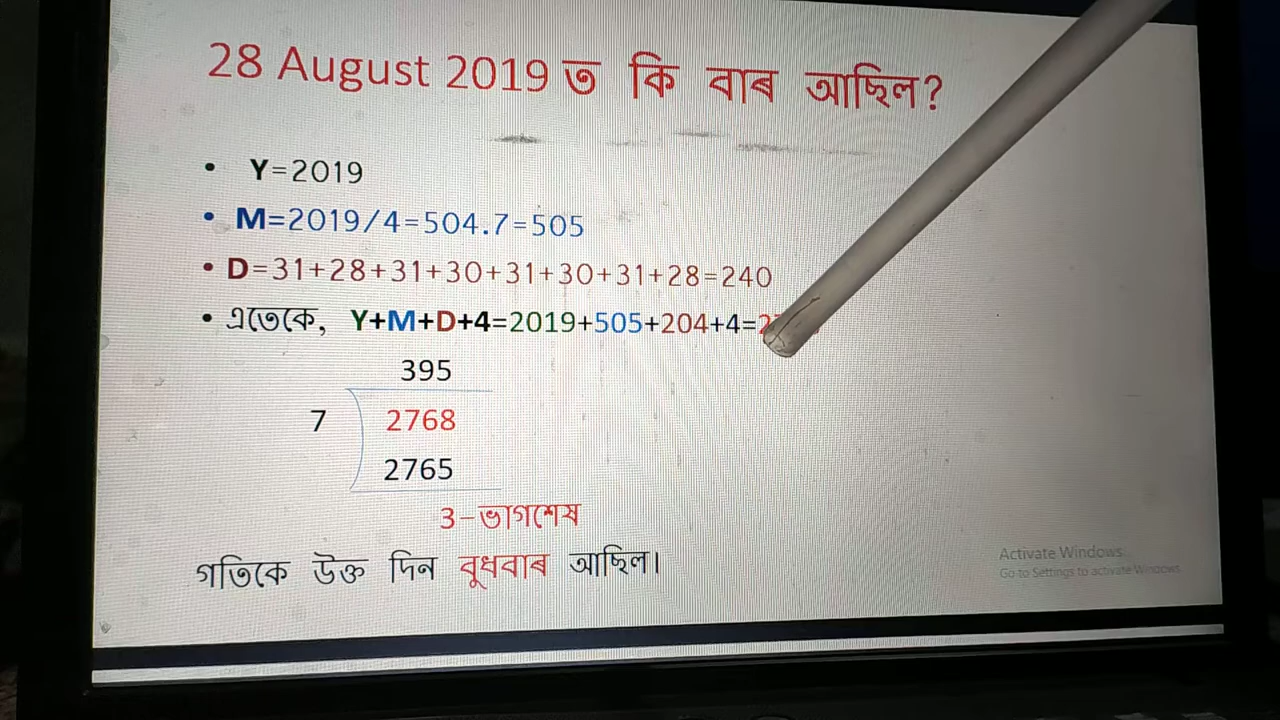 28 August 2019 ত কি বাৰ আছিল?
• Y=2019
• M=2019/4=504.7=505
• D=31+28+31+30+31+30+31+28=240
• এতেকে, Y+M+D+4=2019+505+204+4=2
395
7 2768
2765
3-ভাগশেষ
গতিকে উক্ত দিন বুধবাৰ আছিল।
Activate Windows
Go to Settings to activate Windows.